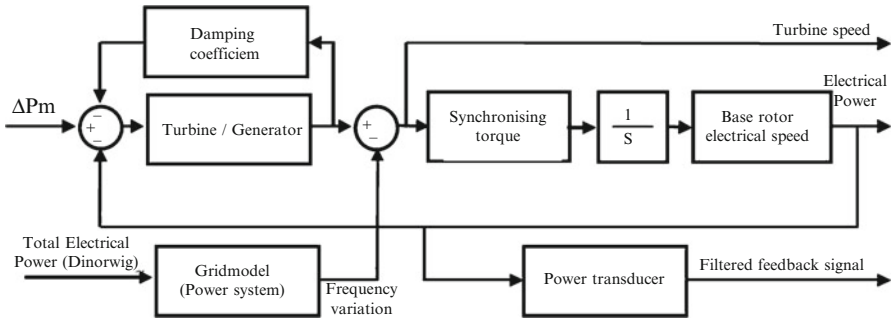 Damping
coefficiem
Turbine speed
Electrical
Power
ΔPm
−
+
−
Turbine / Generator
+
−
Synchronising
torque
1
S
Base rotor
electrical speed
Total Electrical
Power (Dinorwig)
Gridmodel
(Power system)
Frequency
variation
Power transducer
Filtered feedback signal